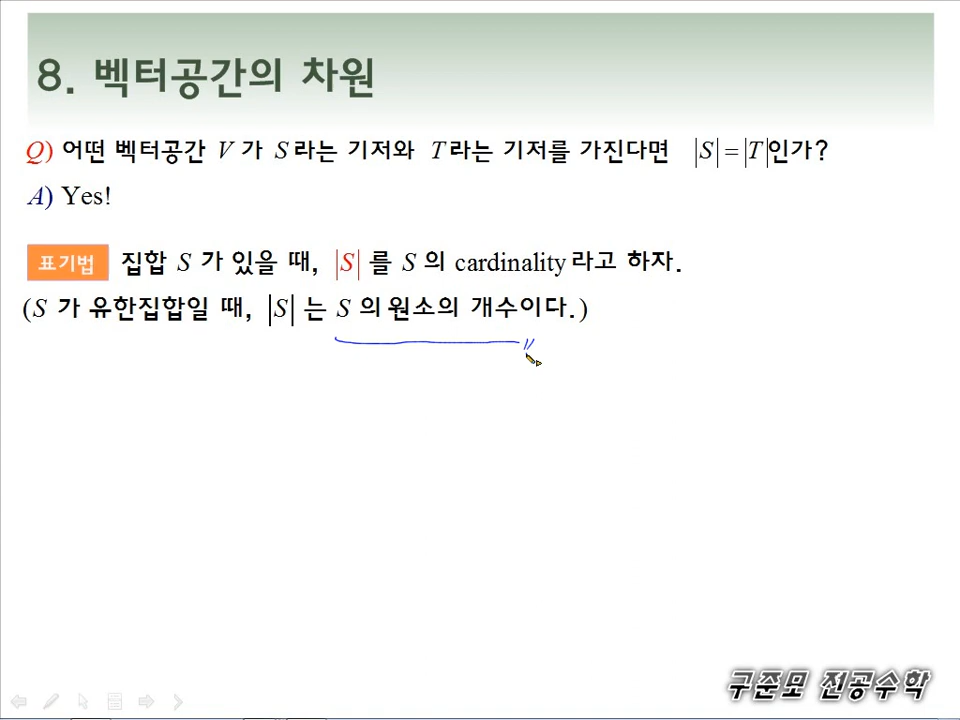 8. 벡터공간의 차원
Q) 어떤 벡터공간 V 가 S 라는 기저와 T 라는 기저를 가진다면 |S| = |T| 인가?
A) Yes!
표기법 집합 S 가 있을 때, |S| 를 S 의 cardinality 라고 하자.
(S 가 유한집합일 때, |S| 는 S 의 원소의 개수이다.)
구준모 전공수학